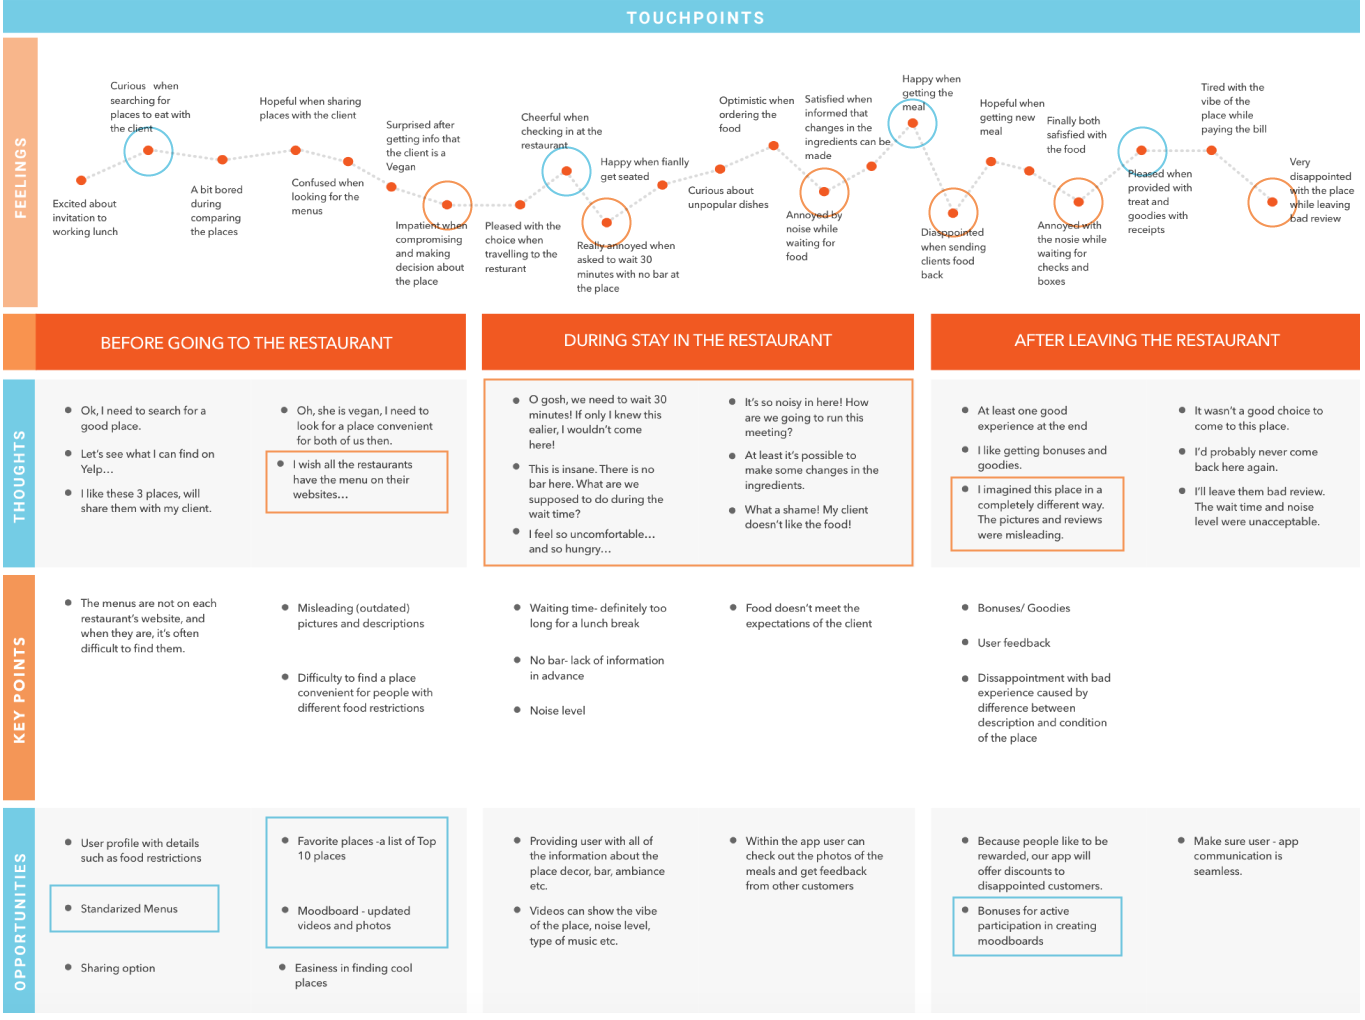 TOUCHPOINTS
FEELINGS
Excited about
invitation to
working lunch
Curious when
searching for
places to eat with
the client
A bit bored
during
comparing
the places
Hopeful when sharing
places with the client
Confused when
looking for the
menus
Surprised after
getting info that
the client is a
Vegan
Impatient when
compromising
and making
decision about
the place
Pleased with the
choice when
travelling to the
resturant
Cheerful when
checking in at the
restaurant
Really annoyed when
asked to wait 30
minutes with no bar at
the place
Happy when fianlly
get seated
Curious about
unpopular dishes
Optimistic when
ordering the
food
Annoyed by
noise while
waiting for
food
Satisfied when
informed that
changes in the
ingredients can be
made
Happy when
getting the
meal
Diasppointed
when sending
clients food
back
Hopeful when
getting new
meal
Finally both
safisfied with
the food
Annoyed with
the nosie while
waiting for
checks and
boxes
Pleased when
provided with
treat and
goodies with
receipts
Tired with the
vibe of the
place while
paying the bill
Very
disappointed
with the place
while leaving
bad review
BEFORE GOING TO THE RESTAURANT
DURING STAY IN THE RESTAURANT
AFTER LEAVING THE RESTAURANT
THOUGHTS
Ok, I need to search for a
good place.
Let's see what I can find on
Yelp...
I like these 3 places, will
share them with my client.
Oh, she is vegan, I need to
look for a place convenient
for both of us then.
I wish all the restaurants
have the menu on their
websites...
O gosh, we need to wait 30
minutes! If only I knew this
ealier, I wouldn't come
here!
This is insane. There is no
bar here. What are we
supposed to do during the
wait time?
I feel so uncomfortable...
and so hungry...
It's so noisy in here! How
are we going to run this
meeting?
At least it's possible to
make some changes in the
ingredients.
What a shame! My client
doesn't like the food!
At least one good
experience at the end
I like getting bonuses and
goodies.
I imagined this place in a
completely different way.
The pictures and reviews
were misleading.
It wasn't a good choice to
come to this place.
I'd probably never come
back here again.
I'll leave them bad review.
The wait time and noise
level were unacceptable.
KEY POINTS
The menus are not on each
restaurant's website, and
when they are, it's often
difficult to find them.
Misleading (outdated)
pictures and descriptions
Difficulty to find a place
convenient for people with
different food restrictions
Waiting time- definitely too
long for a lunch break
No bar- lack of information
in advance
Noise level
Food doesn't meet the
expectations of the client
Bonuses/ Goodies
User feedback
Dissappointment with bad
experience caused by
difference between
description and condition
of the place
OPPORTUNITIES
User profile with details
such as food restrictions
Standarized Menus
Sharing option
Favorite places -a list of Top
10 places
Moodboard - updated
videos and photos
Easiness in finding cool
places
Providing user with all of
the information about the
place decor, bar, ambiance
etc.
Videos can show the vibe
of the place, noise level,
type of music etc.
Within the app user can
check out the photos of the
meals and get feedback
from other customers
Because people like to be
rewarded, our app will
offer discounts to
disappointed customers.
Bonuses for active
participation in creating
moodboards
Make sure user - app
communication is
seamless.